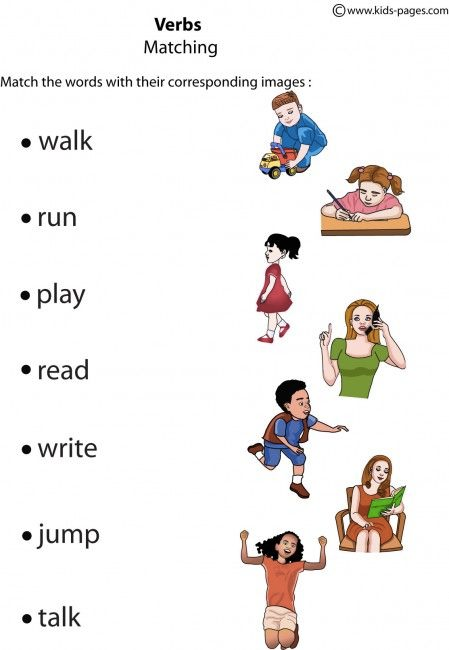 © www.kids-pages.com
Verbs
Matching
Match the words with their corresponding images :
• walk
• run
• play
• read
• write
• jump
• talk